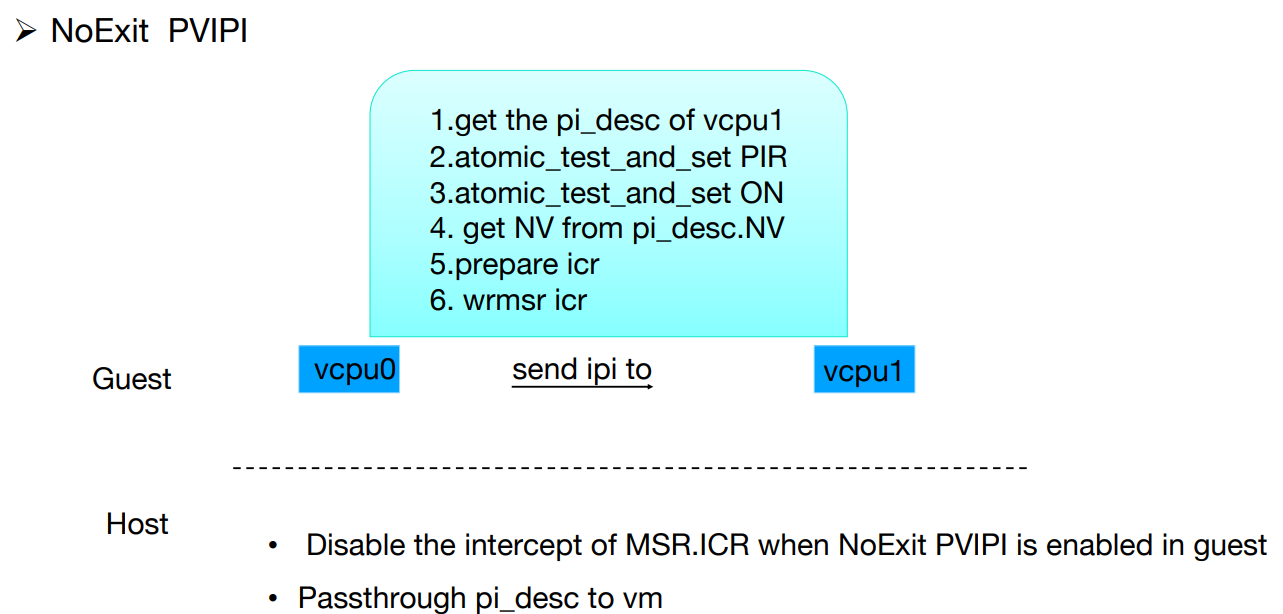 ➢ NoExit PVIPI
1.get the pi_desc of vcpu1
2.atomic_test_and_set PIR
3.atomic_test_and_set ON
4. get NV from pi_desc.NV
5.prepare icr
6. wrmsr icr
Guest
vcpu0
send ipi to
vcpu1
Host
• Disable the intercept of MSR.ICR when NoExit PVIPI is enabled in guest
• Passthrough pi_desc to vm